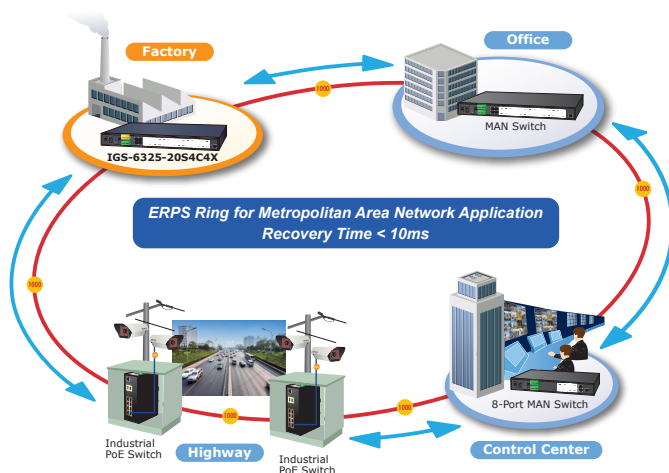 Factory
Office
1000
MAN Switch
IGS-6325-20S4C4X
1000
ERPS Ring for Metropolitan Area Network Application
Recovery Time < 10ms
1000
8-Port MAN Switch
1000
1000
Industrial
PoE Switch
Highway
Industrial
PoE Switch
Control Center